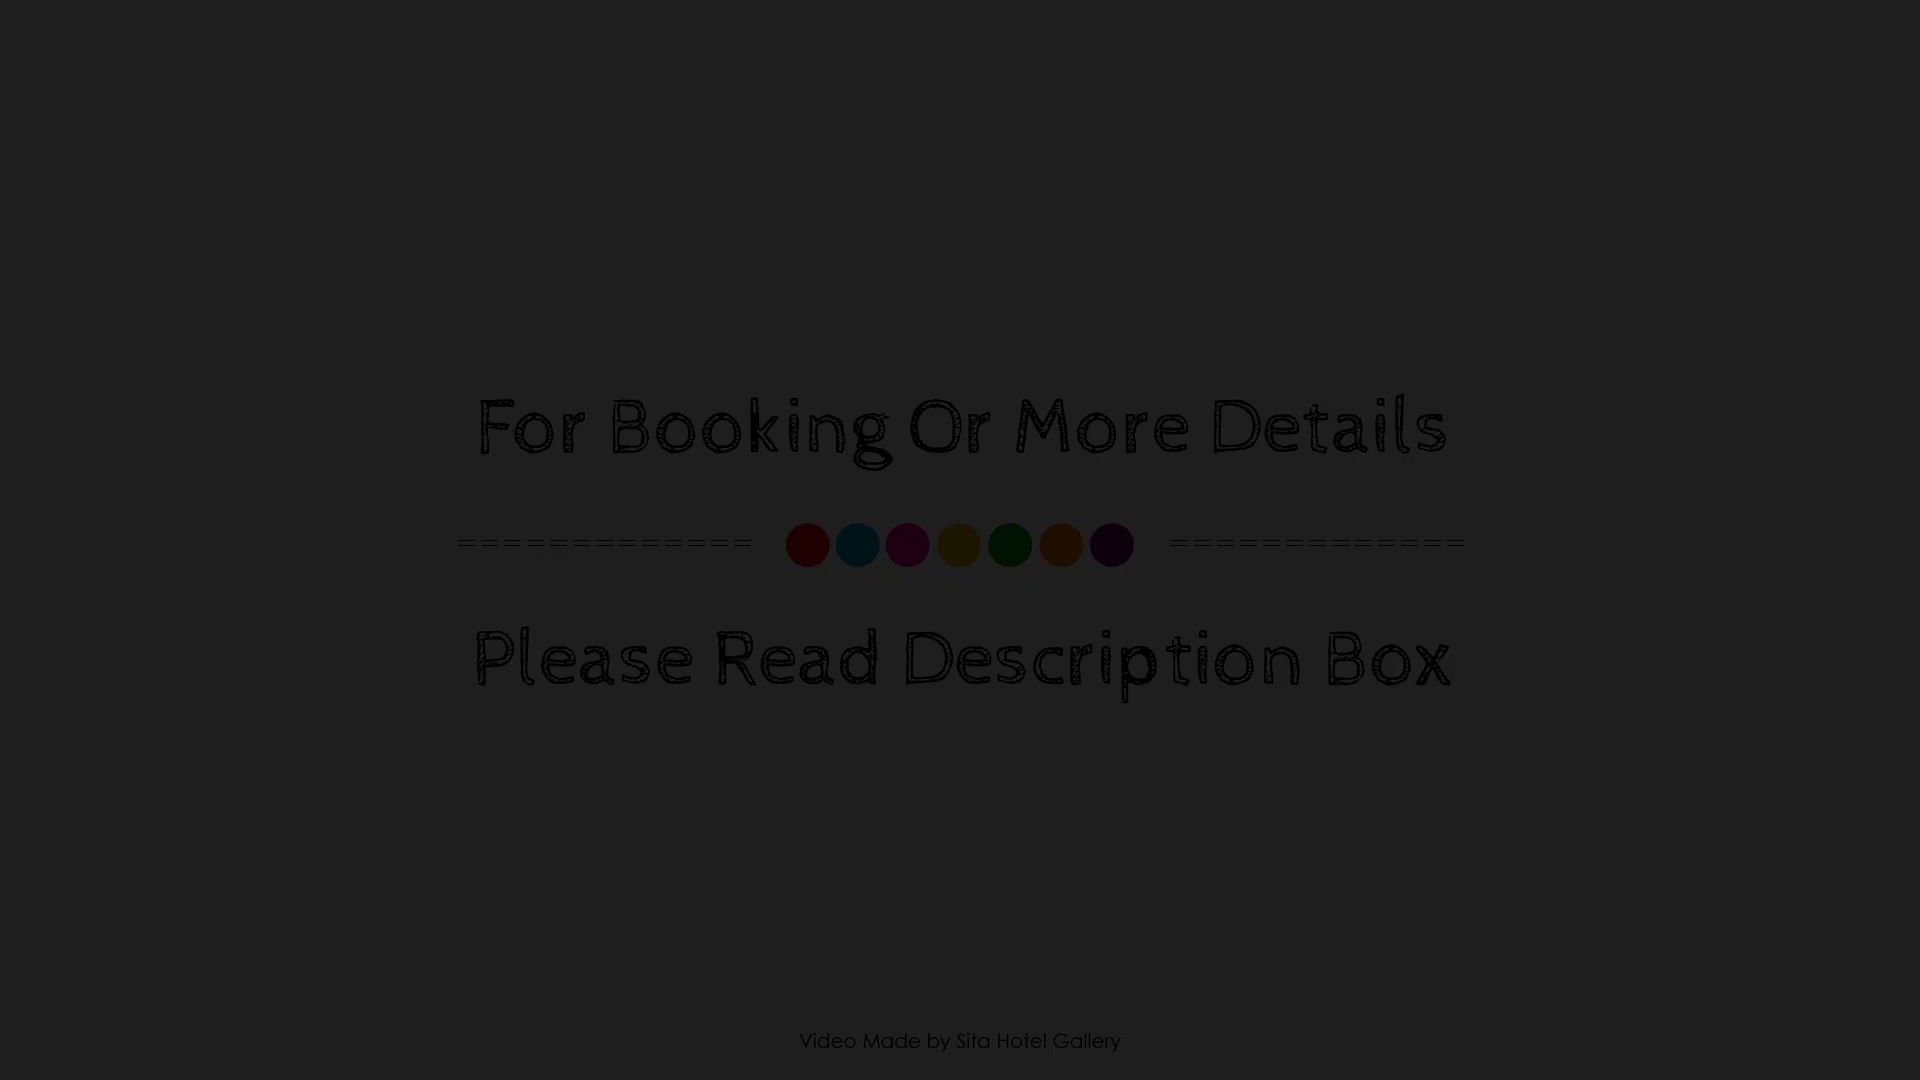 For Booking Or More Details
============= =============
Please Read Description Box
Video Made by Sita Hotel Gallery